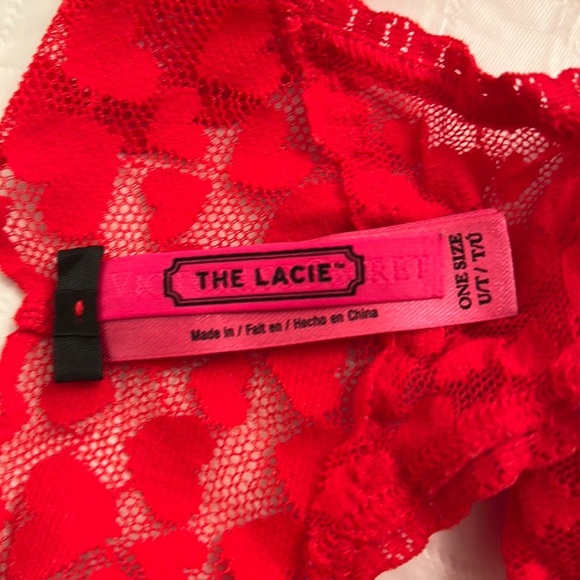 THE LACIE™
Made in / Fait en / Hecho en China
ONE SIZE
U/T / T/Ú